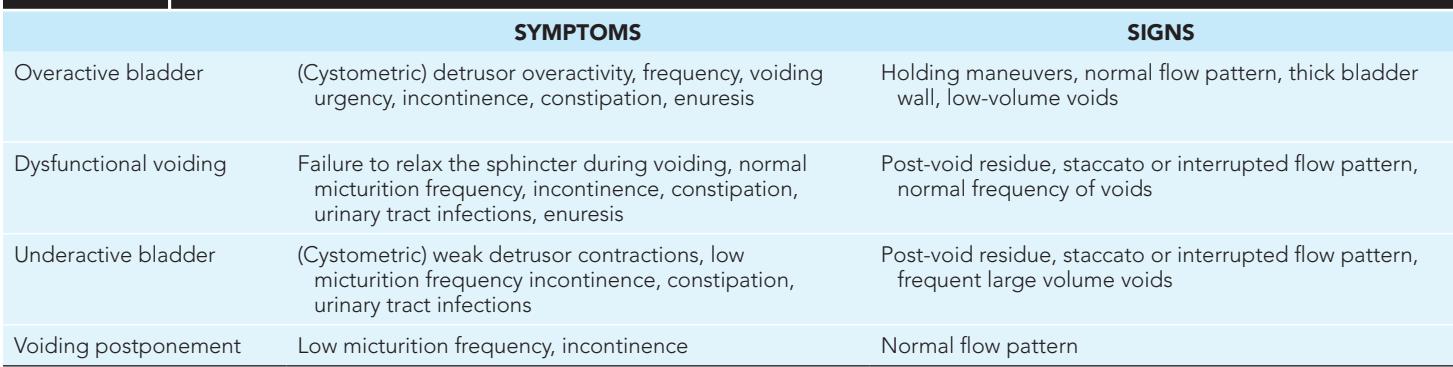 SYMPTOMS SIGNS
Overactive bladder (Cystometric) detrusor overactivity, frequency, voiding Holding maneuvers, normal flow pattern, thick bladder
urgency, incontinence, constipation, enuresis wall, low-volume voids
Dysfunctional voiding Failure to relax the sphincter during voiding, normal Post-void residue, staccato or interrupted flow pattern,
micturition frequency, incontinence, constipation, normal frequency of voids
urinary tract infections, enuresis
Underactive bladder (Cystometric) weak detrusor contractions, low Post-void residue, staccato or interrupted flow pattern,
micturition frequency incontinence, constipation, frequent large volume voids
urinary tract infections
Voiding postponement Low micturition frequency, incontinence Normal flow pattern